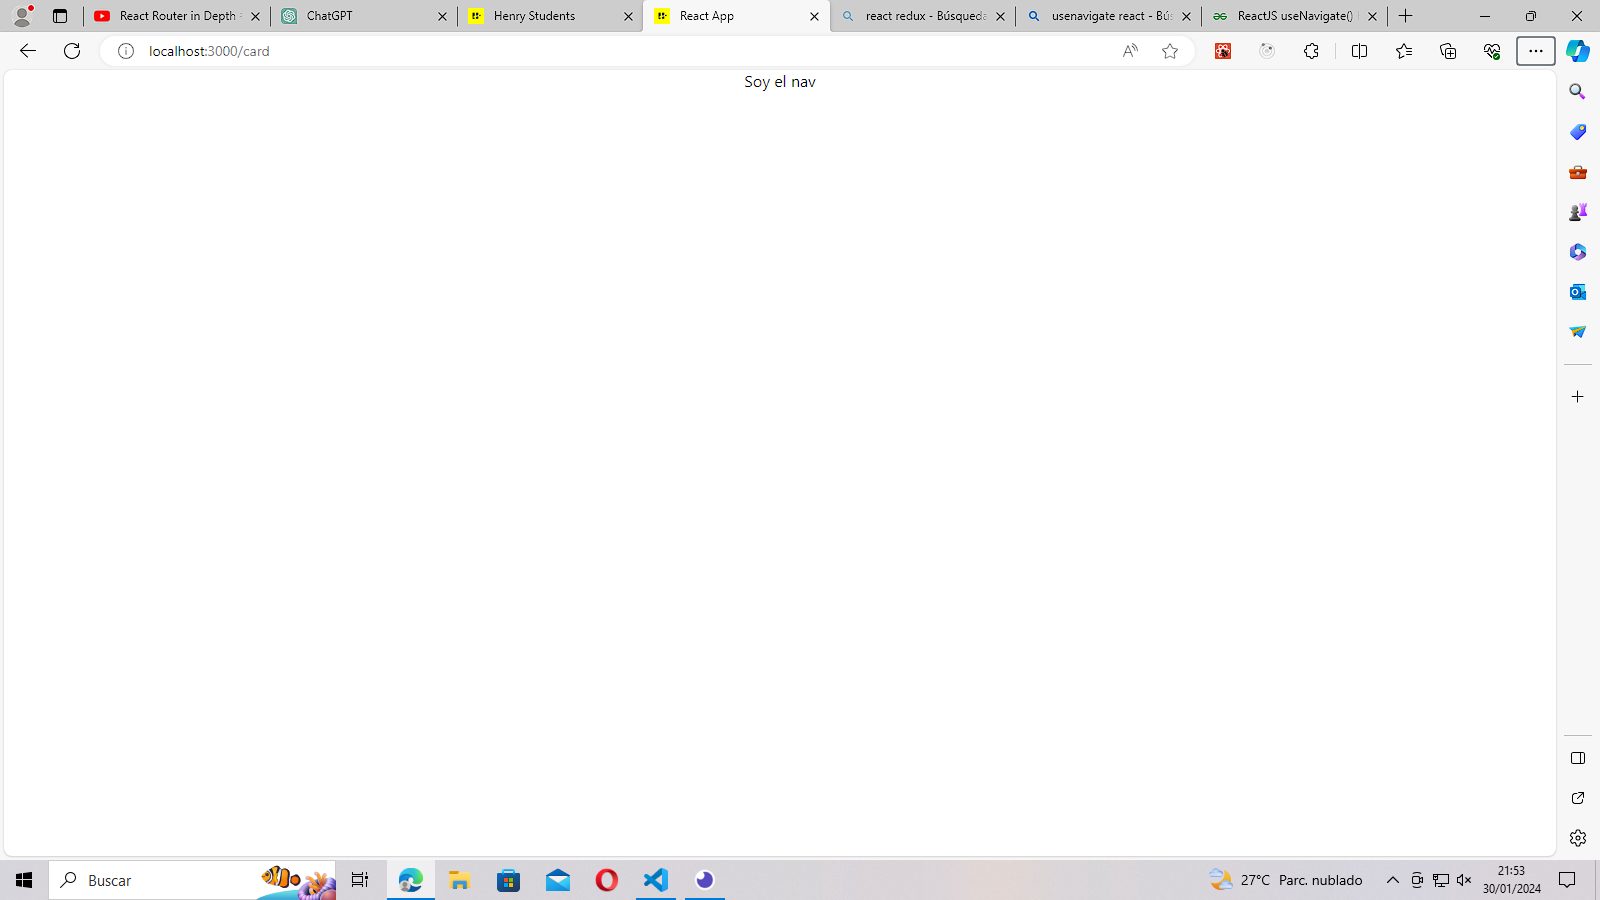 React Router in Depth
ChatGPT
Henry Students
React App
react redux - Búsqueda
usenavigate react - Bús
ReactJS useNavigate()
localhost:3000/card
Soy el nav
Buscar
27°C Parc. nublado
21:53
30/01/2024